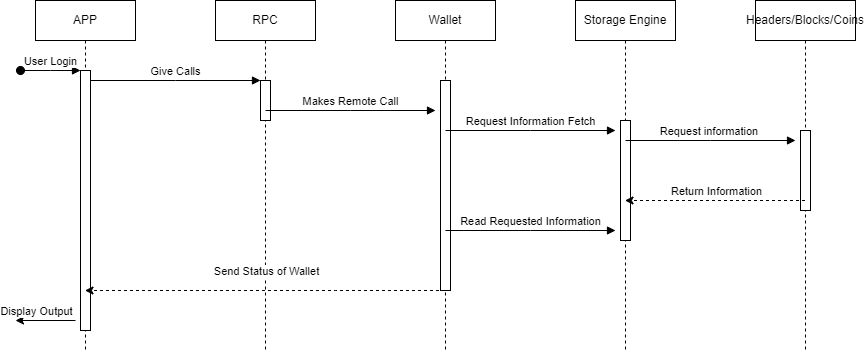 APP
RPC
Wallet
Storage Engine
Headers/Blocks/Coins
User Login
Give Calls
Makes Remote Call
Request Information Fetch
Request information
Return Information
Read Requested Information
Send Status of Wallet
Display Output